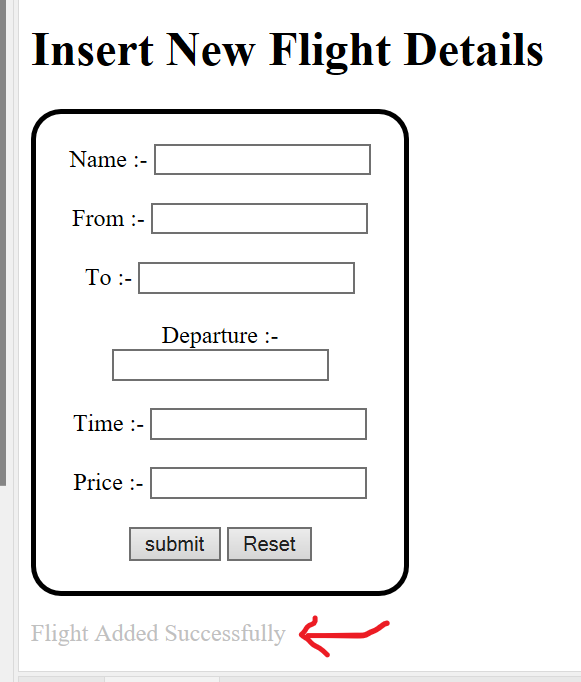 Insert New Flight Details
Name :-
From :-
To :-
Departure :-
Time :-
Price :-
submit Reset
Flight Added Successfully